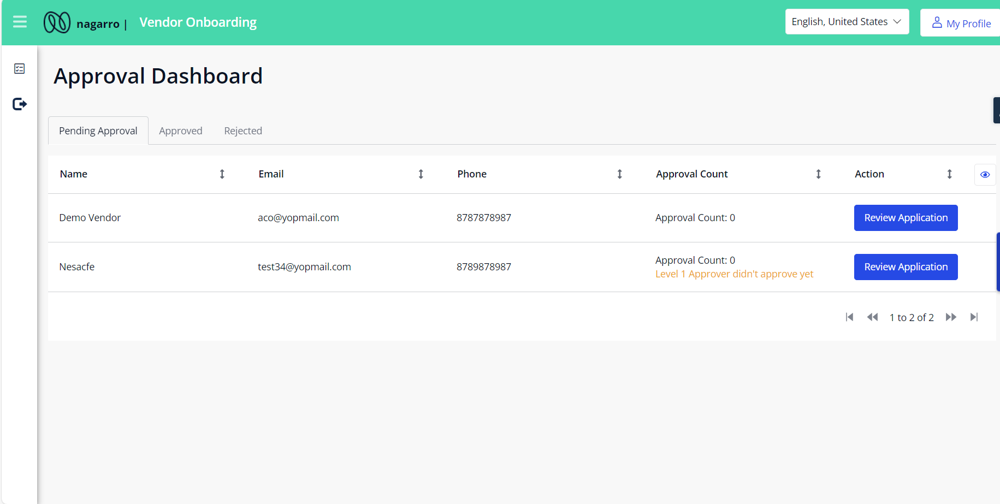 nagarro | Vendor Onboarding
English, United States
My Profile
Approval Dashboard
Pending Approval Approved Rejected
Name Email Phone Approval Count Action
Demo Vendor aco@yopmail.com 8787878987 Approval Count: 0 Review Application
Nesacfe test34@yopmail.com 8789878987 Approval Count: 0 Review Application
Level 1 Approver didn't approve yet
1 to 2 of 2